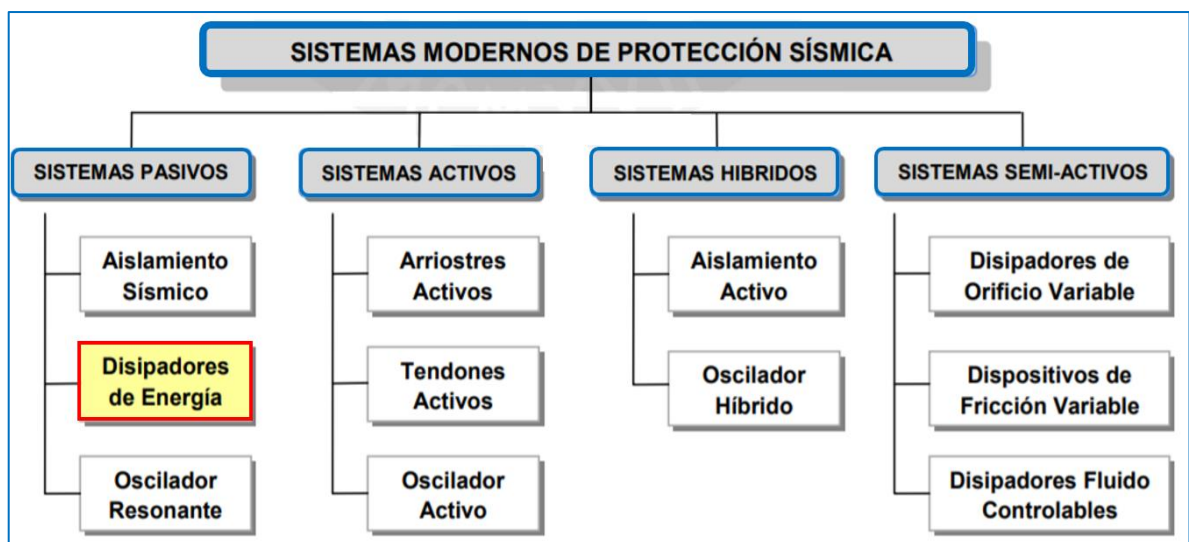 SISTEMAS MODERNOS DE PROTECCIÓN SÍSMICA
SISTEMAS PASIVOS
Aislamiento
Sísmico
Disipadores
de Energía
Oscilador
Resonante
SISTEMAS ACTIVOS
Arriostres
Activos
Tendones
Activos
Oscilador
Activo
SISTEMAS HIBRIDOS
Aislamiento
Activo
Oscilador
Híbrido
SISTEMAS SEMI-ACTIVOS
Disipadores de
Orificio Variable
Dispositivos de
Fricción Variable
Disipadores Fluido
Controlables